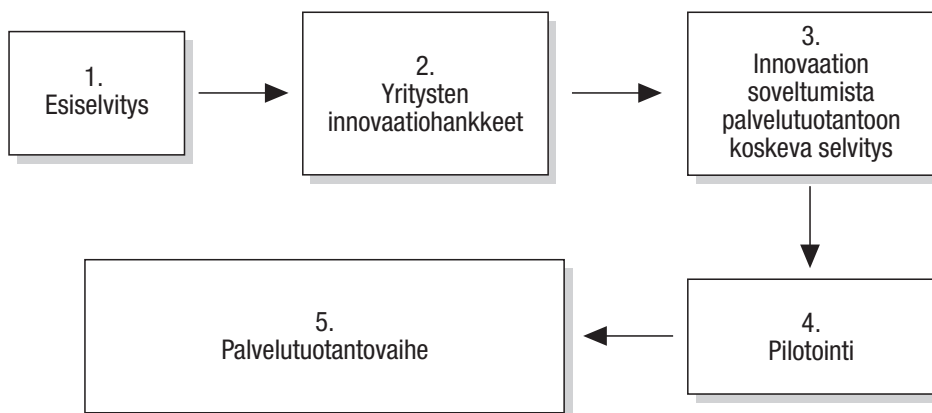 1.
Esiselvitys
2.
Yritysten
innovaatiohankkeet
3.
Innovaation
soveltumista
palvelutuotantoon
koskeva selvitys
4.
Pilotointi
5.
Palvelutuotantovaihe